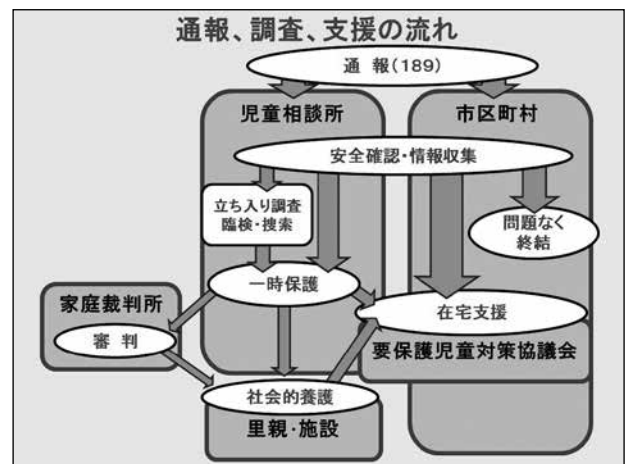 通報、調査、支援の流れ
通 報(189)
児童相談所
市区町村
安全確認・情報収集
立ち入り調査
臨検・捜索
問題なく
終結
一時保護
家庭裁判所
在宅支援
審 判
要保護児童対策協議会
社会的養護
里親・施設